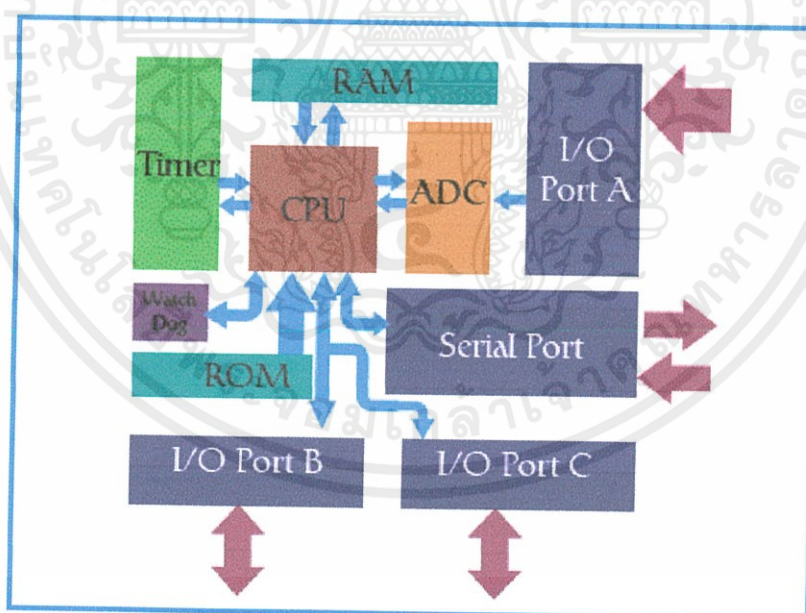 RAM
Timer
CPU
ADC
I/O
Port A
Watch
Dog
ROM
Serial Port
I/O Port B
I/O Port C